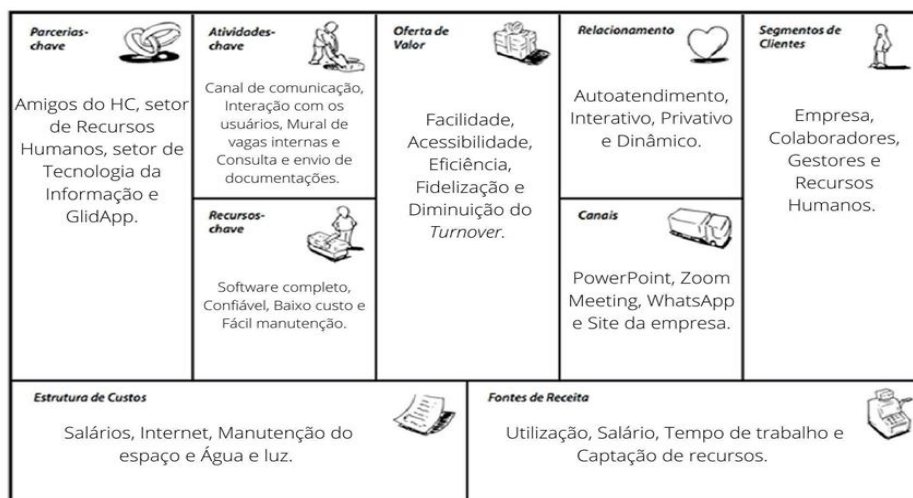 Parcerias-
chave
Amigos do HC, setor
de Recursos
Humanos, setor de
Tecnologia da
Informação e
GlidApp.
Atividades-
chave
Canal de comunicação,
Interação com os
usuários, Mural de
vagas internas e
Consulta e envio de
documentações.
Recursos-
chave
Software completo,
Confiável, Baixo custo e
Fácil manutenção.
Oferta de
Valor
Facilidade,
Acessibilidade,
Eficiência,
Fidelização e
Diminuição do
Turnover.
Relacionamento
Autoatendimento,
Interativo, Privativo
e Dinâmico.
Canais
PowerPoint, Zoom
Meeting, WhatsApp
e Site da empresa.
Segmentos de
Clientes
Empresa,
Colaboradores,
Gestores e
Recursos
Humanos.
Estrutura de Custos
Salários, Internet, Manutenção do
espaço e Água e luz.
Fontes de Receita
Utilização, Salário, Tempo de trabalho e
Captação de recursos.